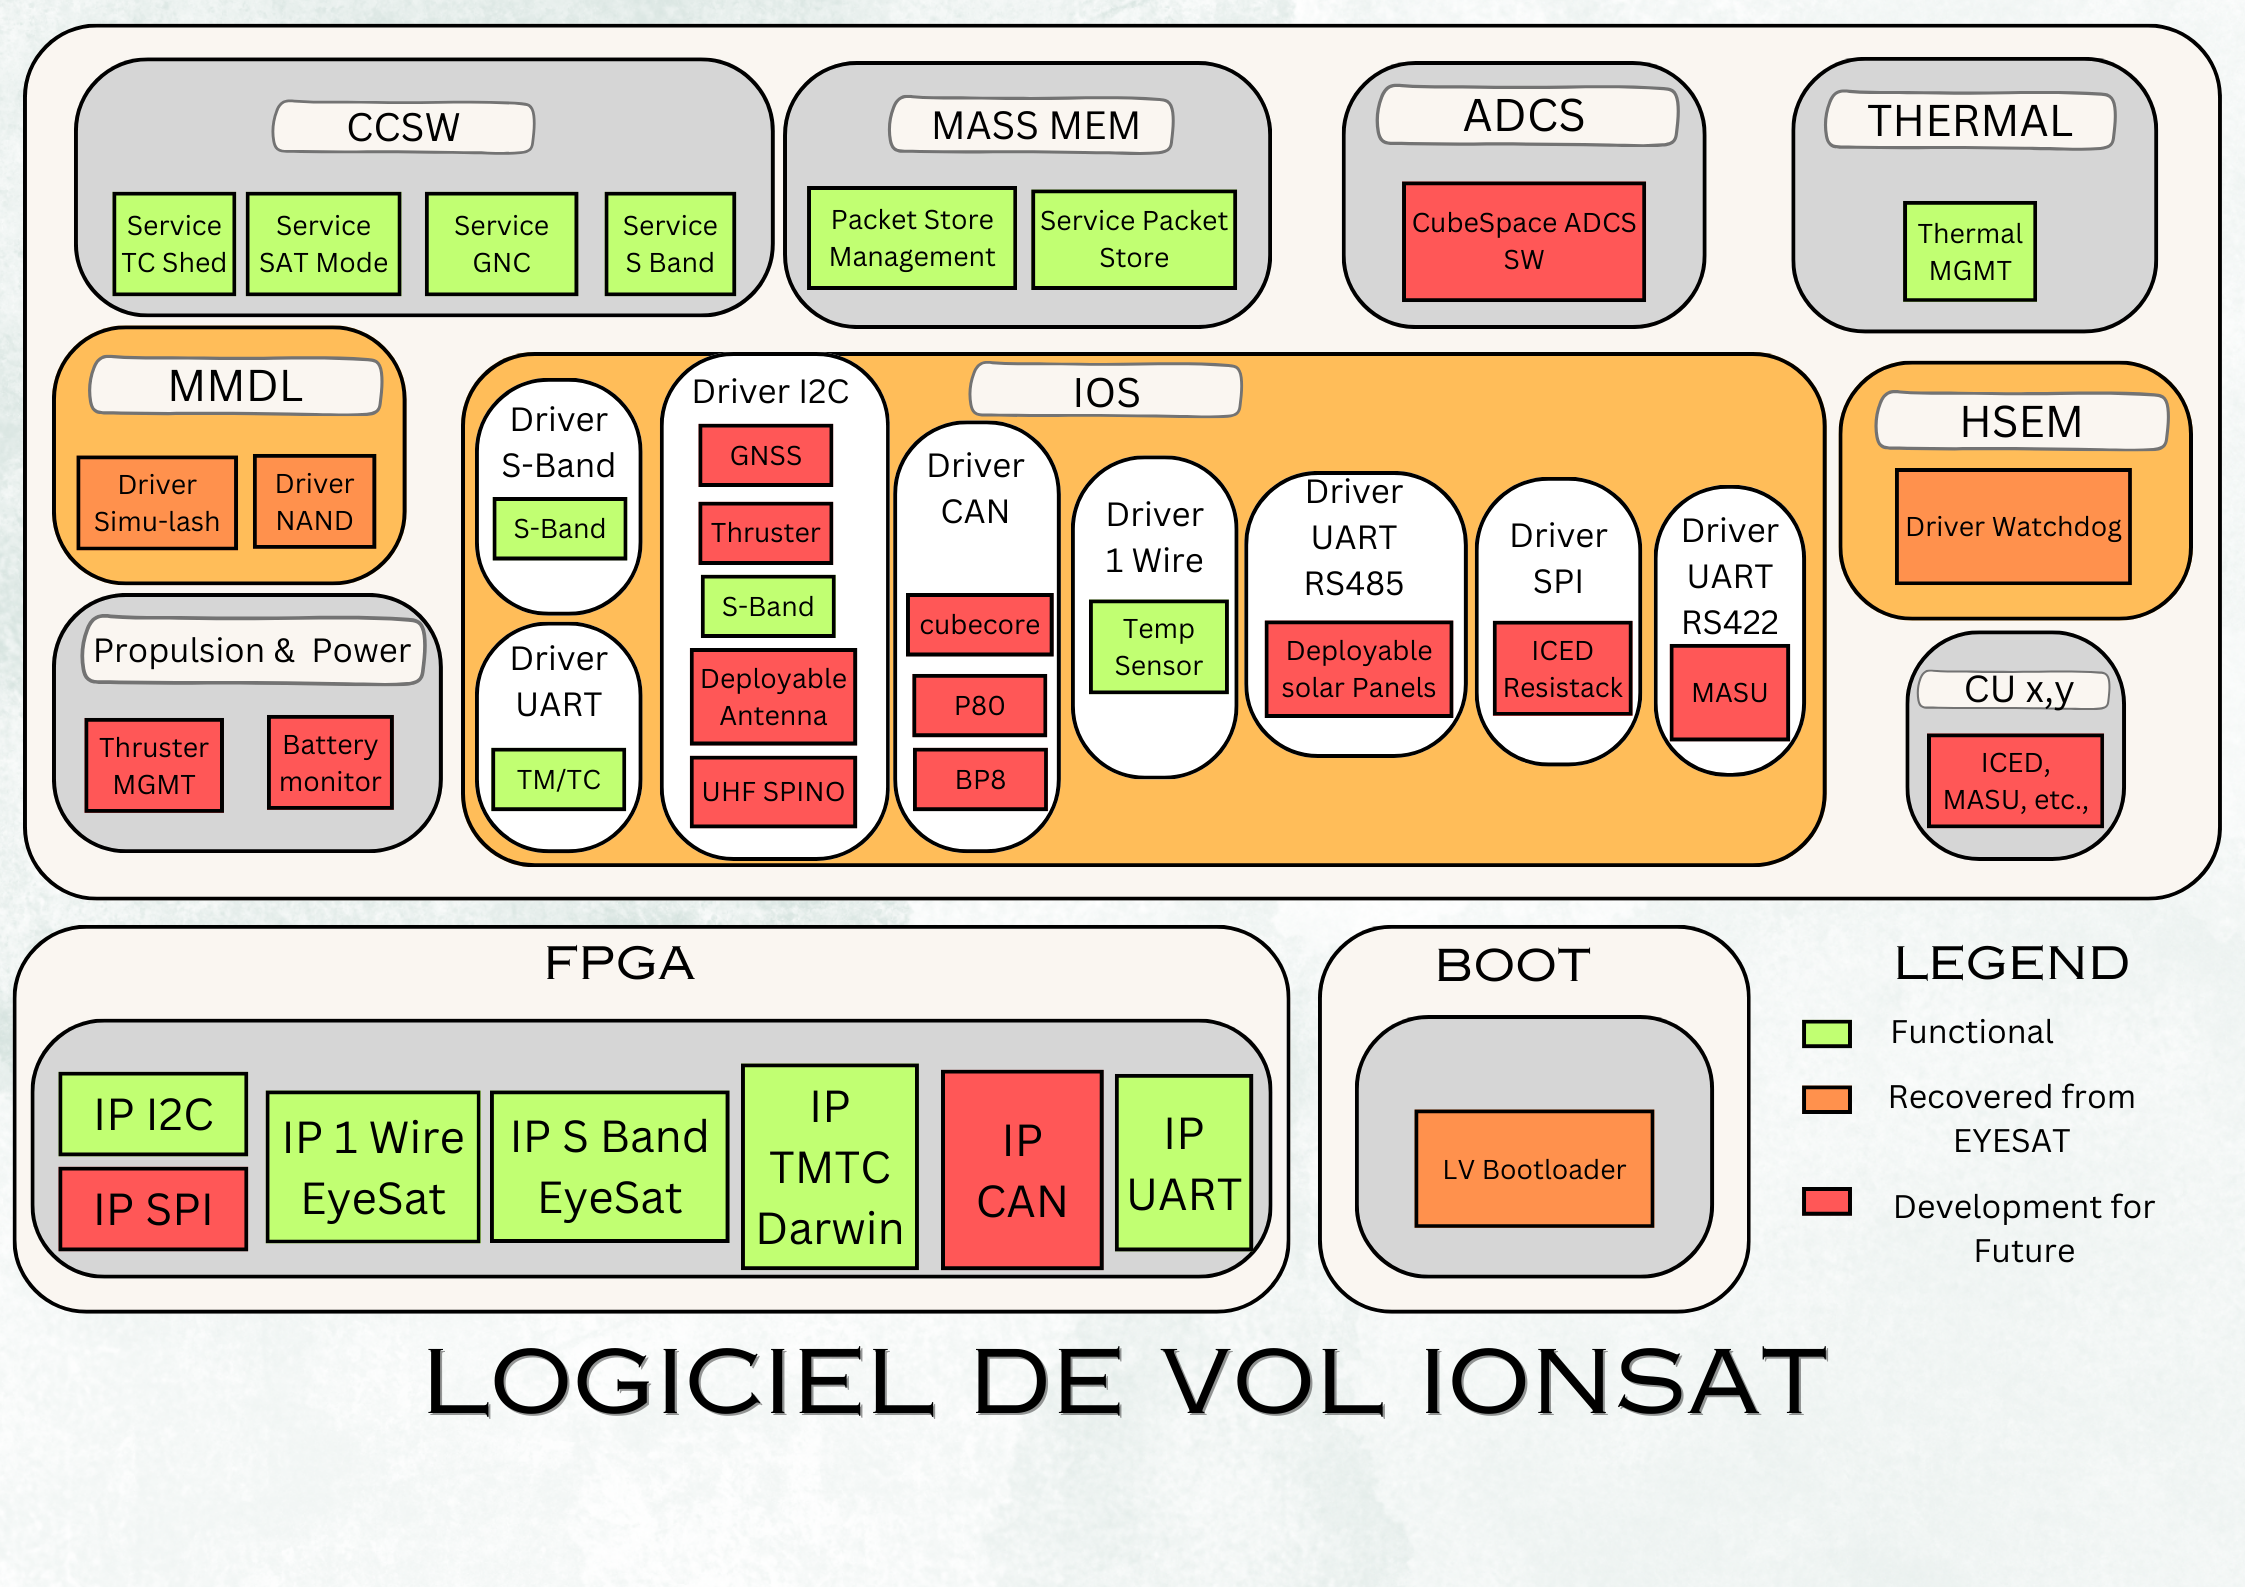 CCSW
Service
TC Shed
Service
SAT Mode
Service
GNC
Service
S Band
MASS MEM
Packet Store
Management
Service Packet
Store
ADCS
CubeSpace ADCS
SW
THERMAL
Thermal
MGMT
MMDL
Driver
Simu-lash
Driver
NAND
Propulsion & Power
Thruster
MGMT
Battery
monitor
IOS
Driver
S-Band
S-Band
Driver
UART
TM/TC
Driver I2C
GNSS
Thruster
S-Band
Deployable
Antenna
UHF SPINO
Driver
CAN
cubecore
P80
BP8
Driver
1 Wire
Temp
Sensor
Driver
UART
RS485
Deployable
solar Panels
Driver
SPI
ICED
Resistack
Driver
UART
RS422
MASU
HSEM
Driver Watchdog
CU x,y
ICED,
MASU, etc.,
FPGA
IP I2C
IP SPI
IP 1 Wire
EyeSat
IP S Band
EyeSat
IP
TMTC
Darwin
IP
CAN
IP
UART
BOOT
LV Bootloader
LEGEND
Functional
Recovered from
EYESAT
Development for
Future
LOGICIEL DE VOL IONSAT